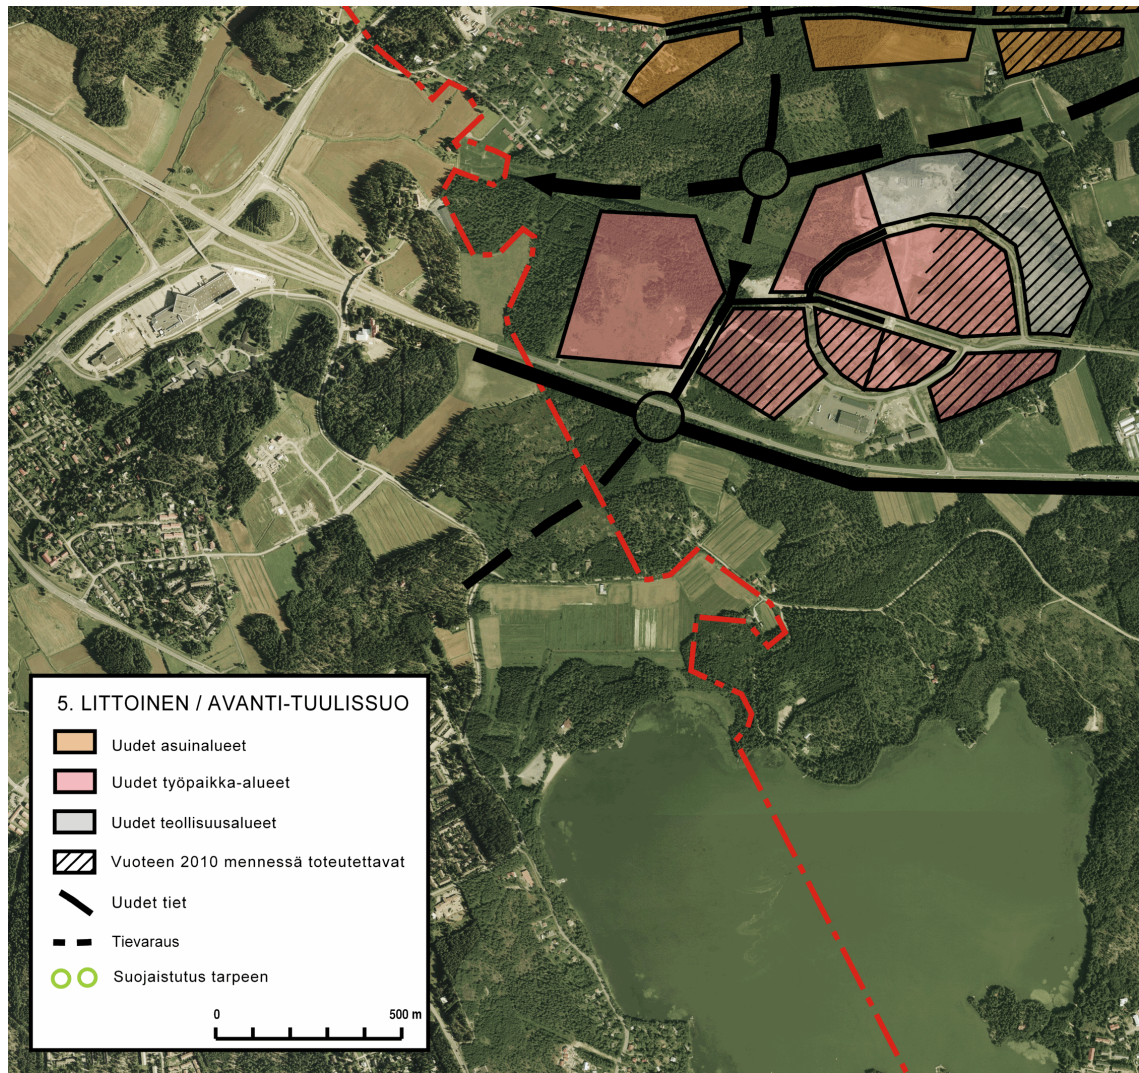 5. LITTOINEN / AVANTI-TUULISSUO
Uudet asuinalueet
Uudet työpaikka-alueet
Uudet teollisuusalueet
Vuoteen 2010 mennessä toteutettavat
Uudet tiet
Tievaraus
Suojaistutus tarpeen
0 500 m